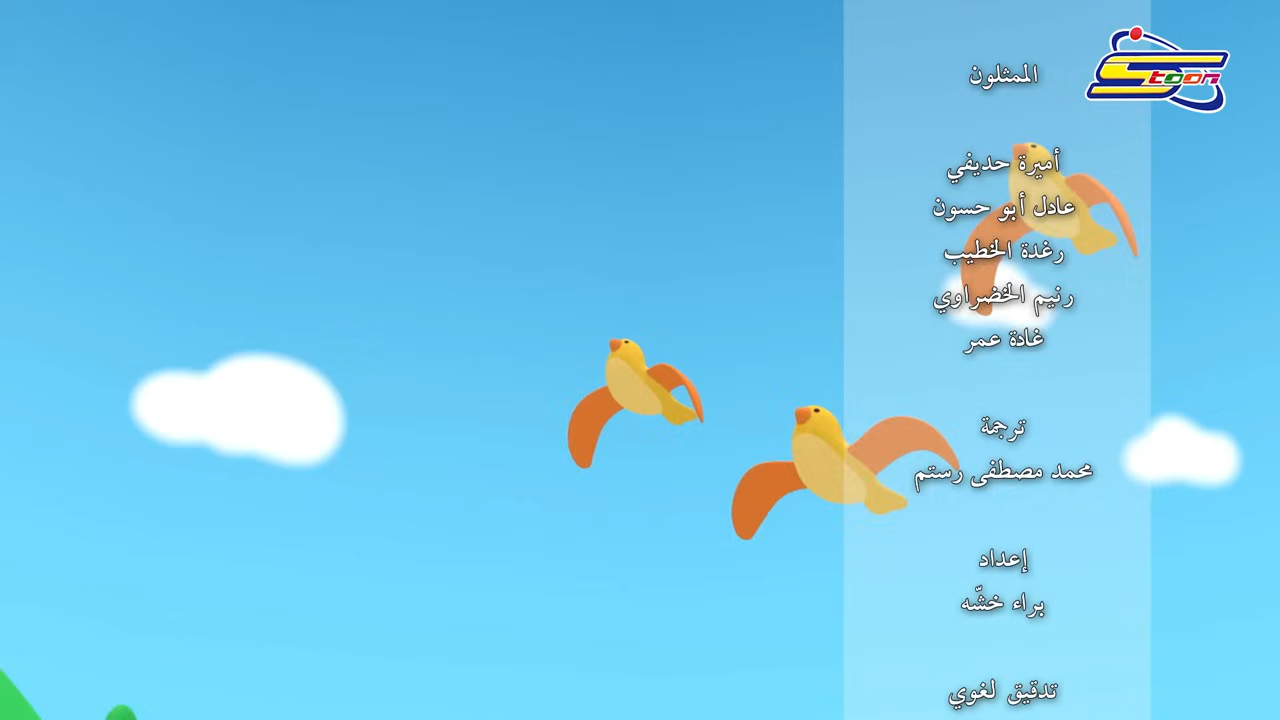 toon
الممثلون
أميرة حديفي
عادل أبو حسون
رغدة الخطيب
رنيم الخضراوي
غادة عمر
ترجمة
محمد مصطفى رستم
إعداد
براء خشّه
تدقيق لغوي